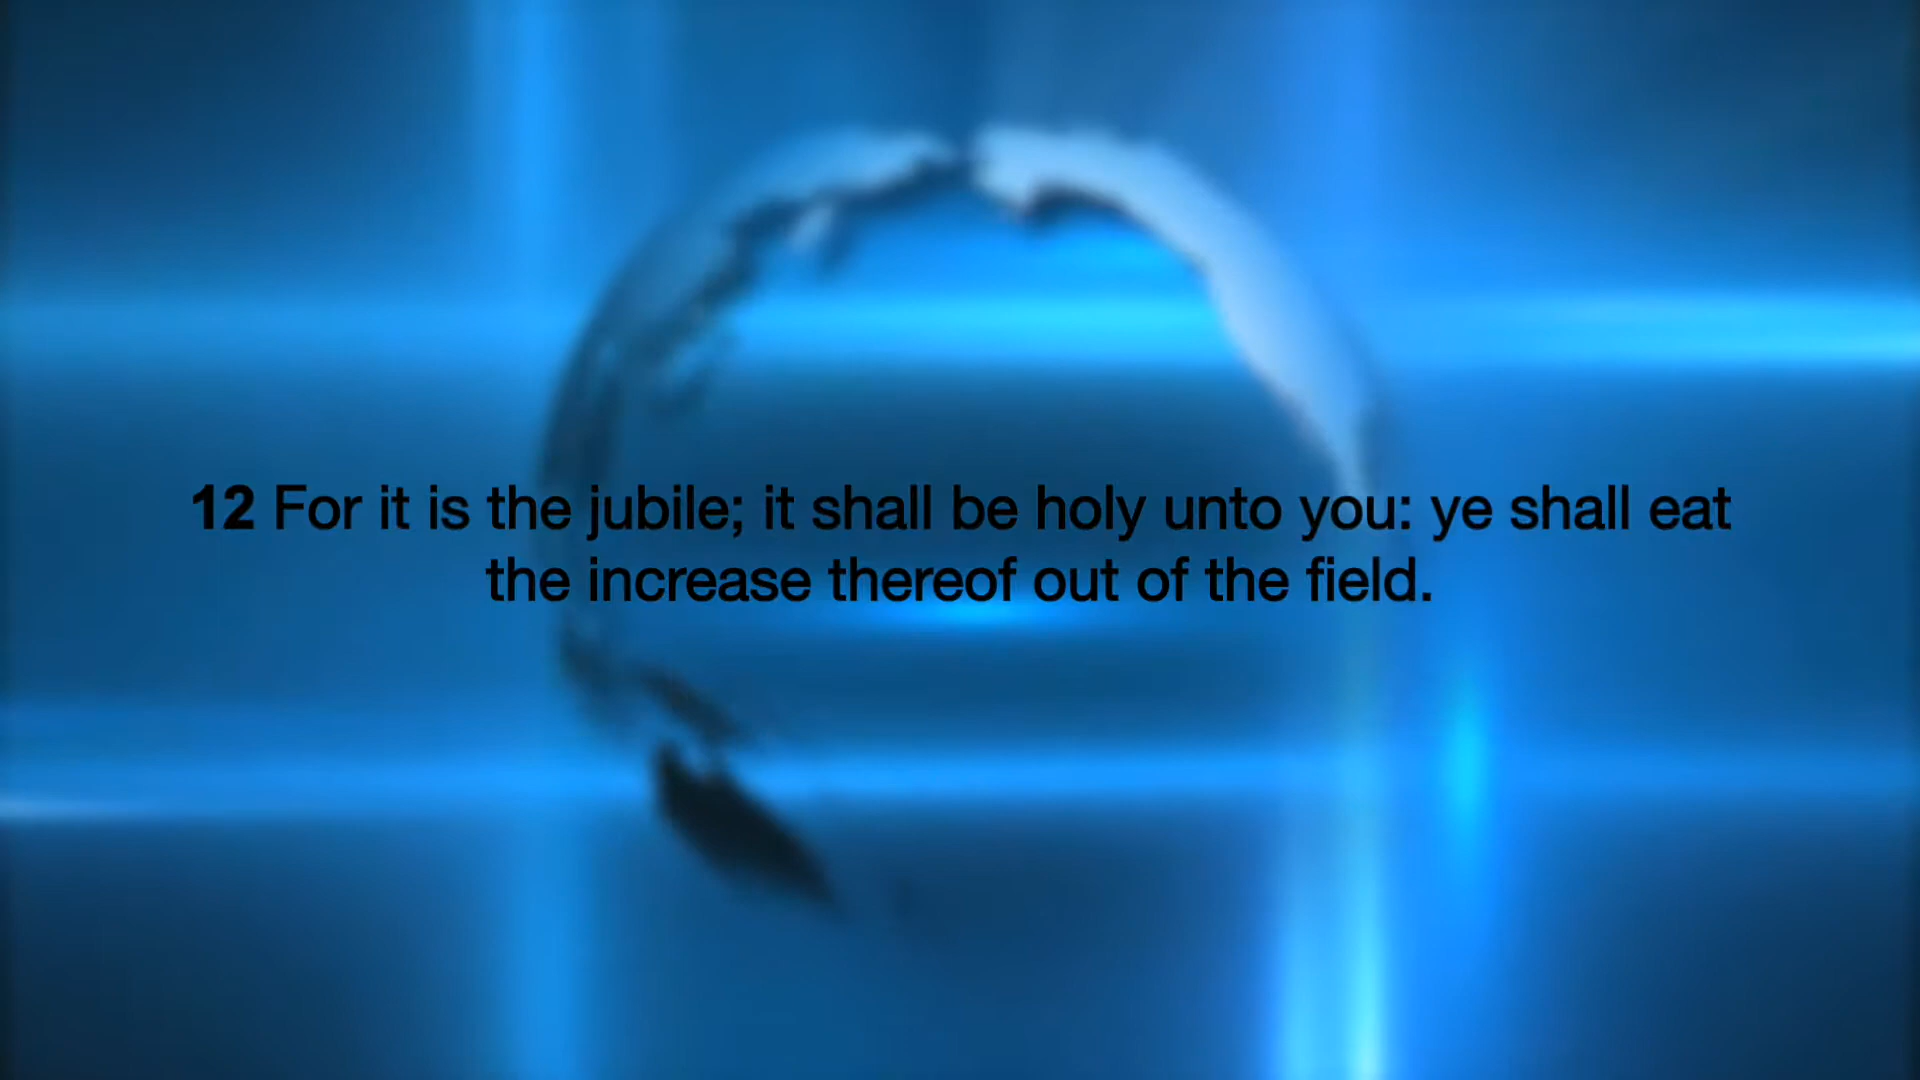 12 For it is the jubile; it shall be holy unto you: ye shall eat
the increase thereof out of the field.